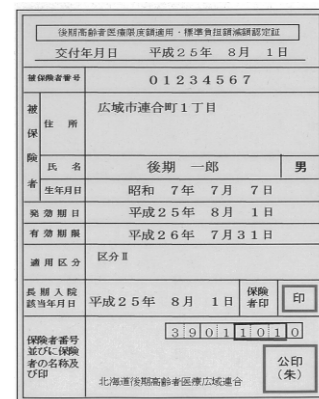 後期高齢者医療限度額適用・標準負担額減額認定証
交付年月日 平成25年 8月 1日
被保険者番号 01234567
被保険者
住所 広域市連合町1丁目
氏名 後期 一郎 男
生年月日 昭和 7年 7月 7日
発効期日 平成25年 8月 1日
有効期限 平成26年 7月31日
適用区分 区分Ⅱ
長期入院該当年月日 平成25年 8月 1日 保険者印 印
保険者番号並びに保険者の名称及び印
39011010
北海道後期高齢者医療広域連合
公印(朱)